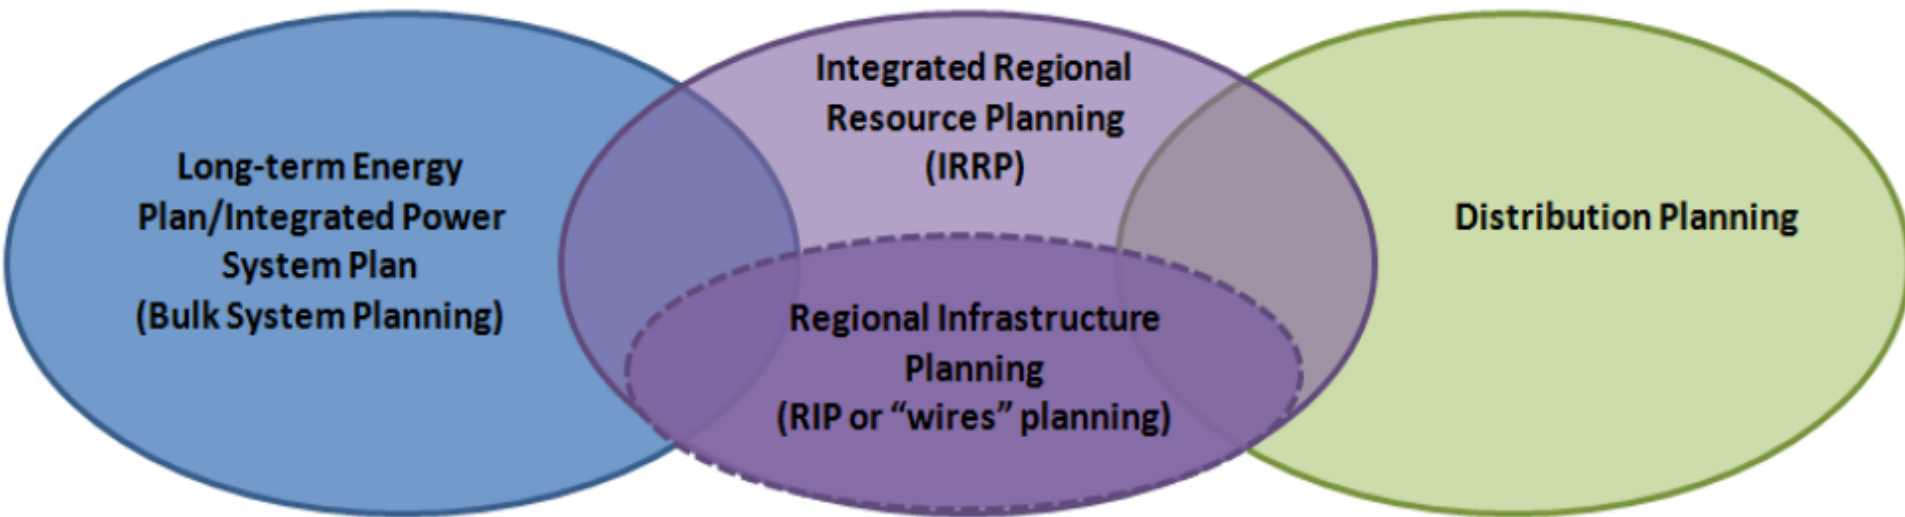 Long-term Energy
Plan/Integrated Power
System Plan
(Bulk System Planning)
Integrated Regional
Resource Planning
(IRRP)
Regional Infrastructure
Planning
(RIP or “wires” planning)
Distribution Planning